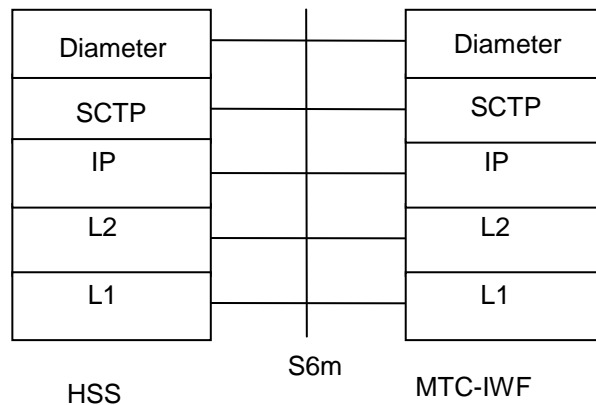 Diameter
Diameter
SCTP
SCTP
IP
IP
L2
L2
L1
L1
S6m
HSS
MTC-IWF